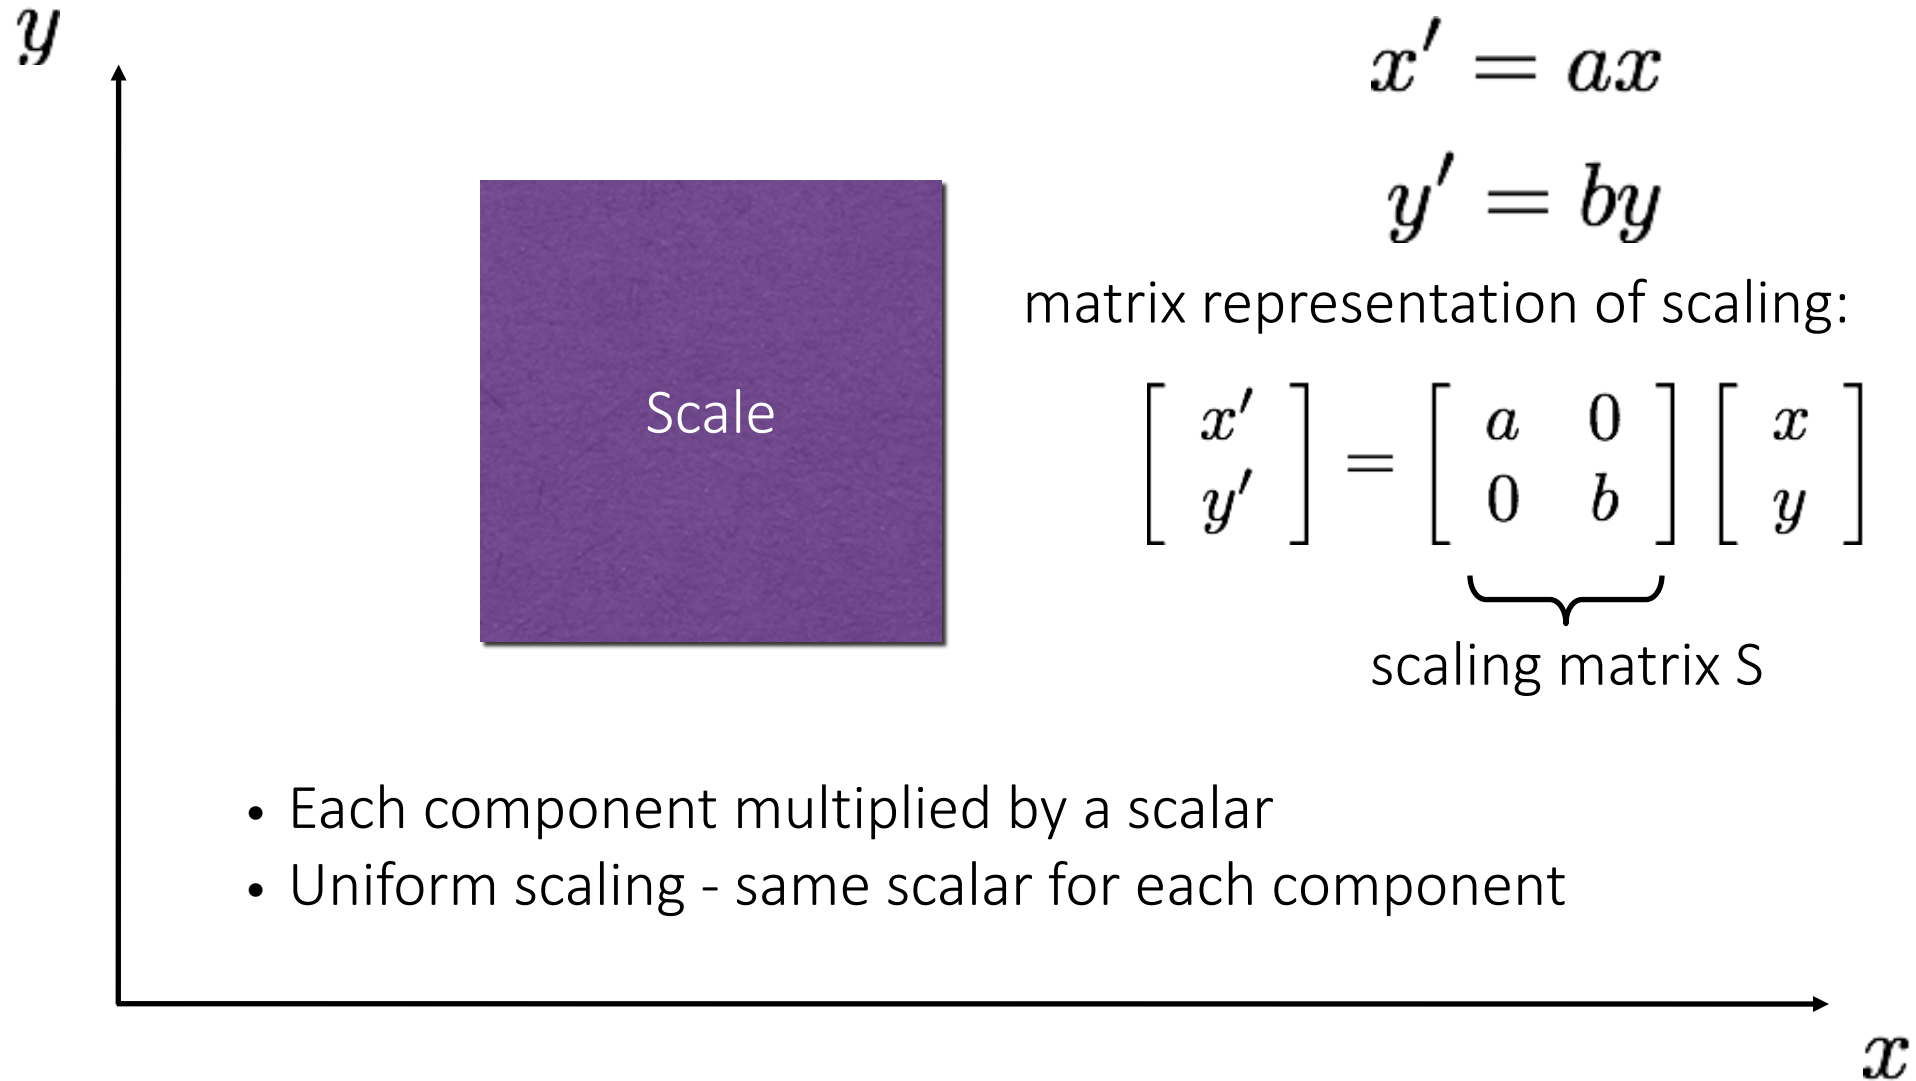 y
x′ = ax
y′ = by
matrix representation of scaling:
Scale
[ x′ ] = [ a 0 ] [ x ]
[ y′ ] [ 0 b ] [ y ]
scaling matrix S
• Each component multiplied by a scalar
• Uniform scaling - same scalar for each component
x